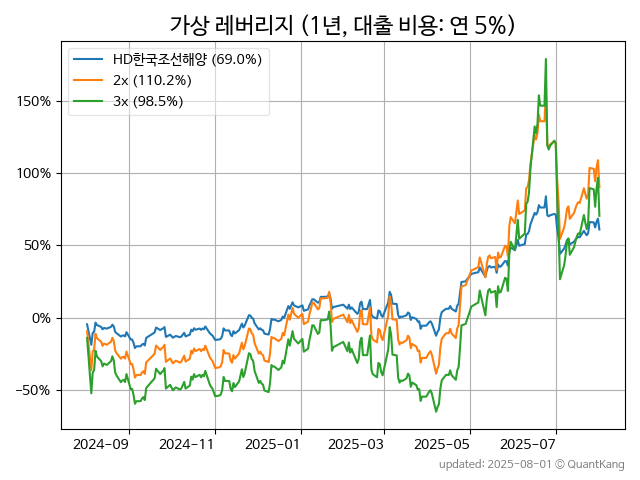 가상 레버리지 (1년, 대출 비용: 연 5%)
HD한국조선해양 (69.0%)
2x (110.2%)
3x (98.5%)
150%
100%
50%
0%
−50%
2024-09 2024-11 2025-01 2025-03 2025-05 2025-07
updated: 2025-08-01 © QuantKang